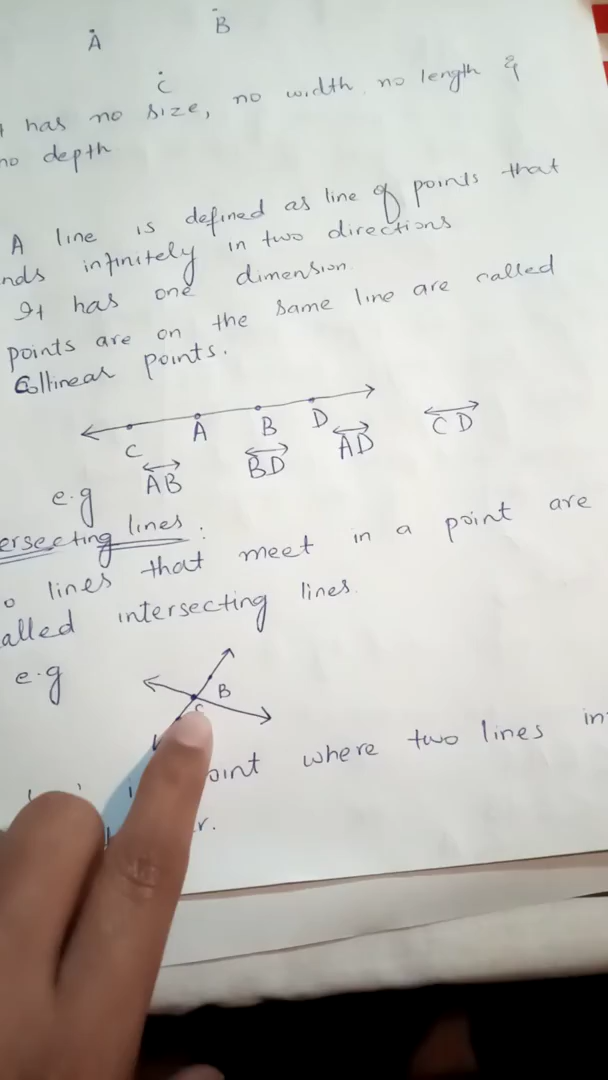 A
B
C
has no size, no width, no length &
no depth
A line is defined as line of points that
nds infinitely in two directions
It has one dimension.
points are on the same line are called
Collinear points.
C A B D
e.g AB BD AD CD
ersecting lines:
o lines that meet in a point are
alled intersecting lines.
e.g
B
C
oint where two lines in
r.